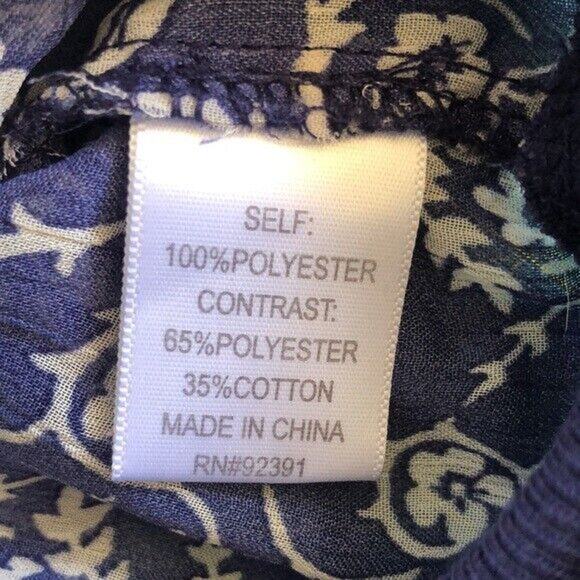 SELF:
100%POLYESTER
CONTRAST:
65%POLYESTER
35%COTTON
MADE IN CHINA
RN#92391